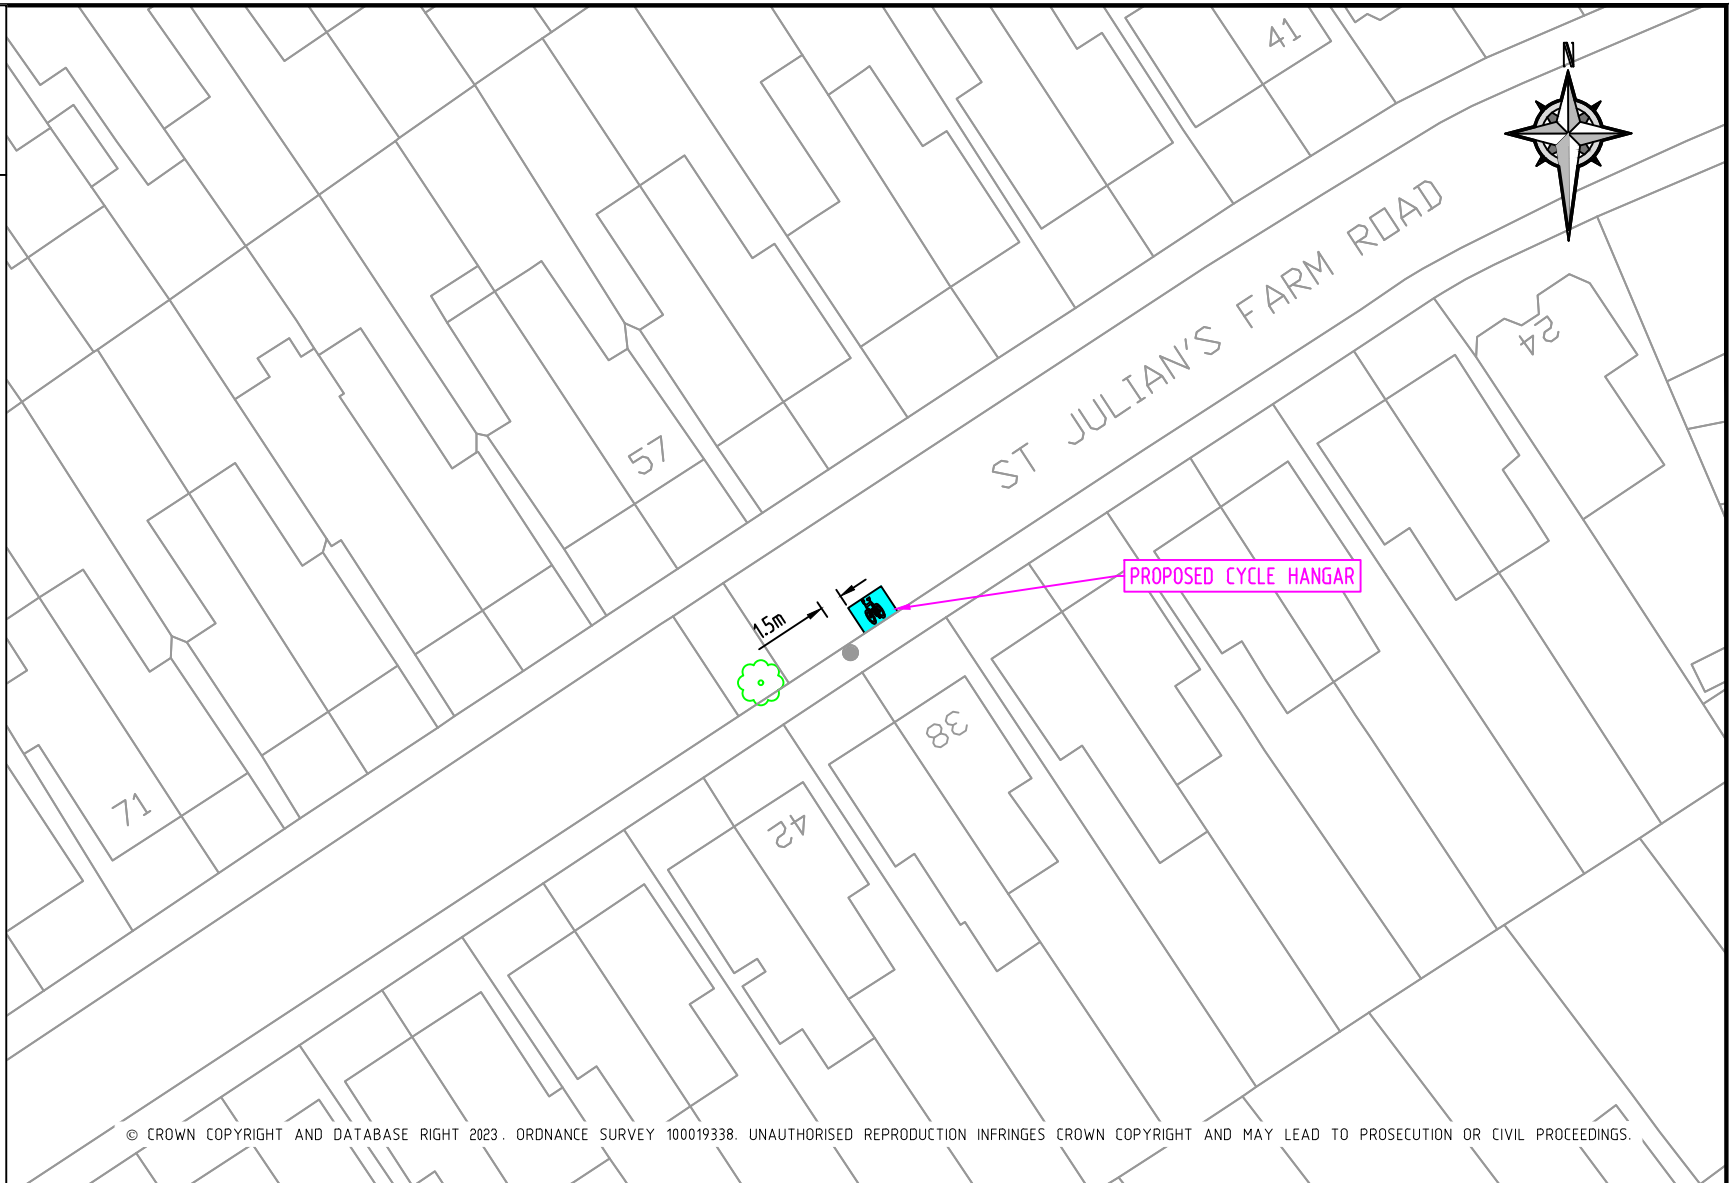 41
N
ST JULIAN'S FARM ROAD
24
57
PROPOSED CYCLE HANGAR
1.5m
38
71
42
© CROWN COPYRIGHT AND DATABASE RIGHT 2023. ORDNANCE SURVEY 100019338. UNAUTHORISED REPRODUCTION INFRINGES CROWN COPYRIGHT AND MAY LEAD TO PROSECUTION OR CIVIL PROCEEDINGS.